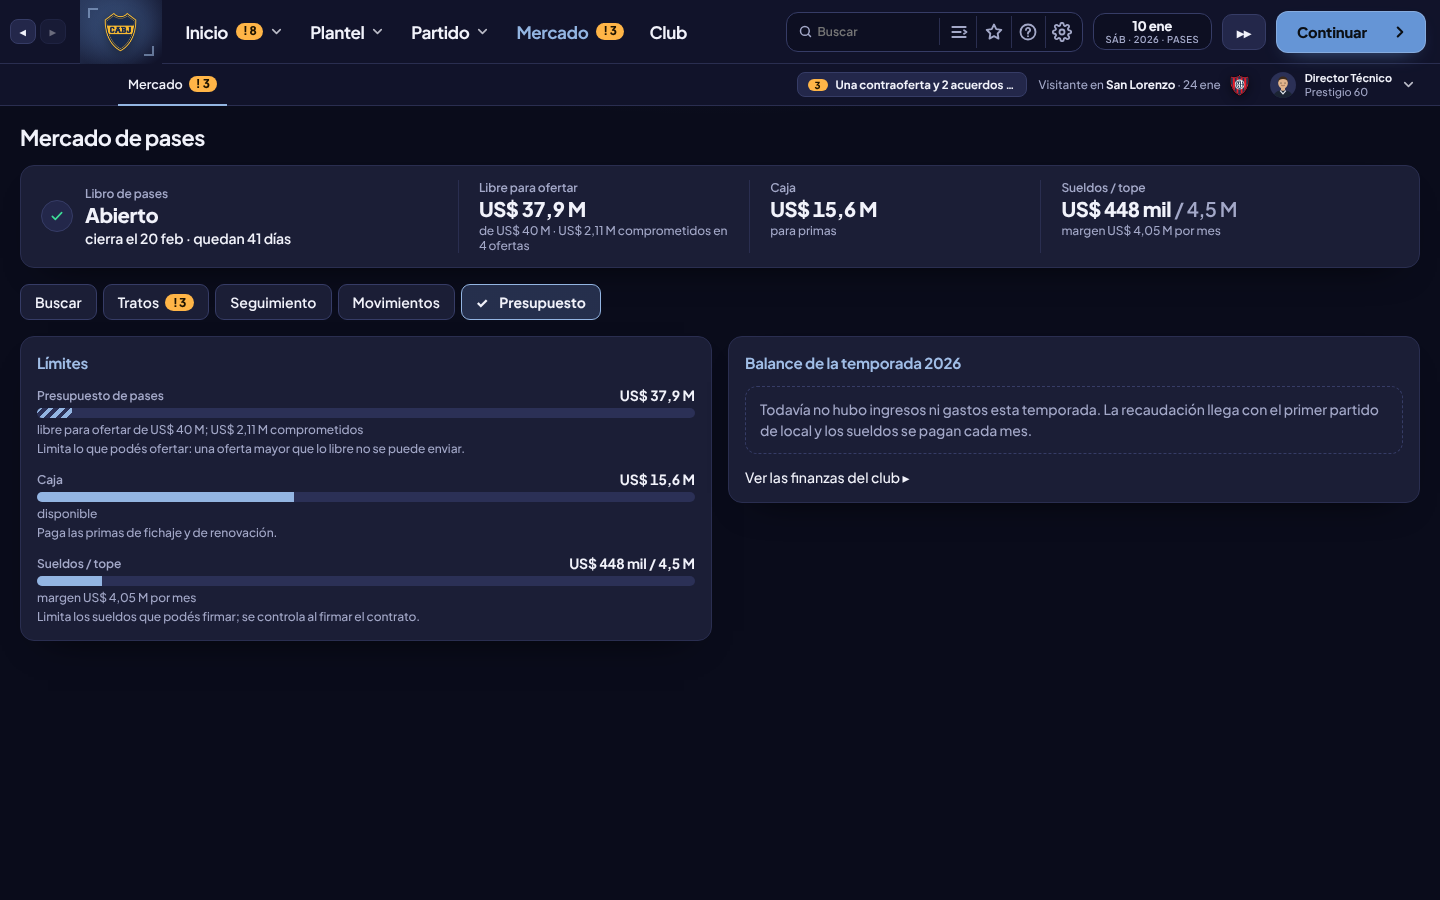 CABJ
Inicio !8
Plantel
Partido
Mercado !3
Club
Buscar
10 ene
SÁB · 2026 · PASES
Continuar
Mercado !3
3 Una contraoferta y 2 acuerdos ...
Visitante en San Lorenzo · 24 ene
Director Técnico
Prestigio 60
Mercado de pases
Libro de pases
Abierto
cierra el 20 feb · quedan 41 días
Libre para ofertar
US$ 37,9 M
de US$ 40 M · US$ 2,11 M comprometidos en
4 ofertas
Caja
US$ 15,6 M
para primas
Sueldos / tope
US$ 448 mil / 4,5 M
margen US$ 4,05 M por mes
Buscar
Tratos !3
Seguimiento
Movimientos
Presupuesto
Límites
Presupuesto de pases US$ 37,9 M
libre para ofertar de US$ 40 M; US$ 2,11 M comprometidos
Limita lo que podés ofertar: una oferta mayor que lo libre no se puede enviar.
Caja US$ 15,6 M
disponible
Paga las primas de fichaje y de renovación.
Sueldos / tope US$ 448 mil / 4,5 M
margen US$ 4,05 M por mes
Limita los sueldos que podés firmar; se controla al firmar el contrato.
Balance de la temporada 2026
Todavía no hubo ingresos ni gastos esta temporada. La recaudación llega con el primer partido
de local y los sueldos se pagan cada mes.
Ver las finanzas del club ▸